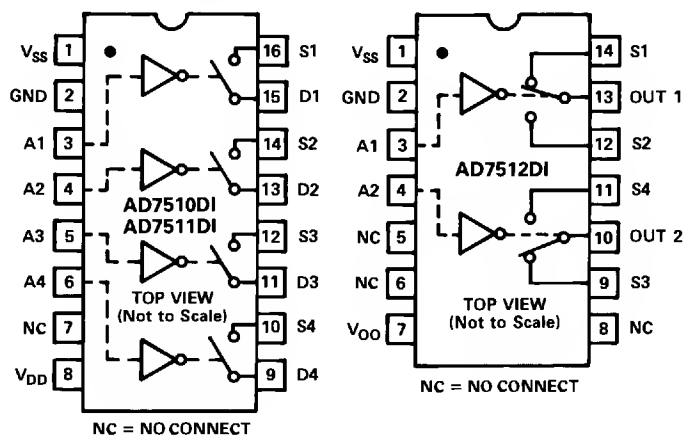 VSS 1 16 S1
GND 2 15 D1
A1 3 14 S2
A2 4 13 D2
AD7510DI
AD7511DI
A3 5 12 S3
A4 6 11 D3
TOP VIEW
(Not to Scale)
NC 7 10 S4
VDD 8 9 D4
NC = NO CONNECT
VSS 1 14 S1
GND 2 13 OUT 1
A1 3 12 S2
AD7512DI
A2 4 11 S4
NC 5 10 OUT 2
NC 6 9 S3
TOP VIEW
(Not to Scale)
VOO 7 8 NC
NC = NO CONNECT